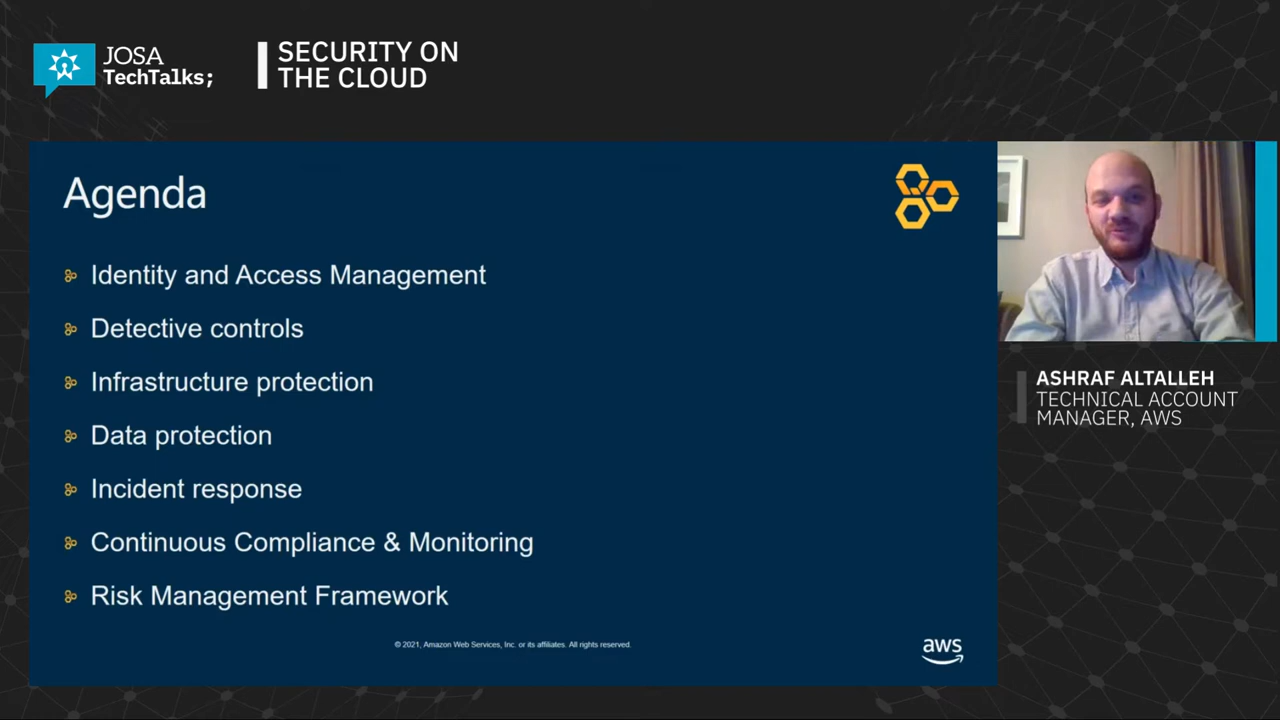 JOSA
TechTalks;
SECURITY ON
THE CLOUD
Agenda
Identity and Access Management
Detective controls
Infrastructure protection
Data protection
Incident response
Continuous Compliance & Monitoring
Risk Management Framework
© 2021, Amazon Web Services, Inc. or its affiliates. All rights reserved.
aws
ASHRAF ALTALLEH
TECHNICAL ACCOUNT
MANAGER, AWS